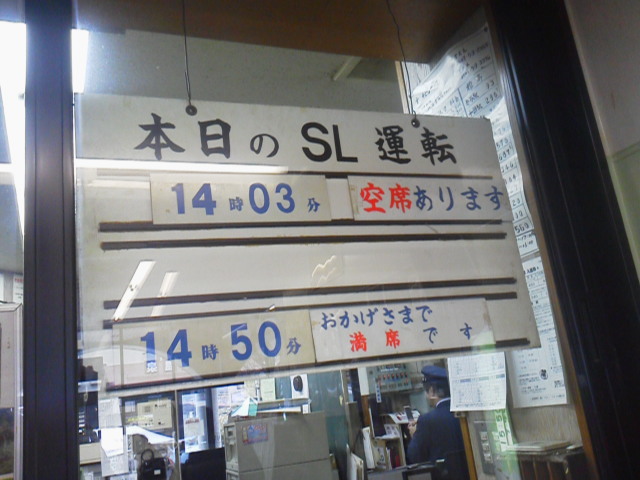 本日のSL運転
14時03分 空席あります
14時50分 おかげさまで
満席です